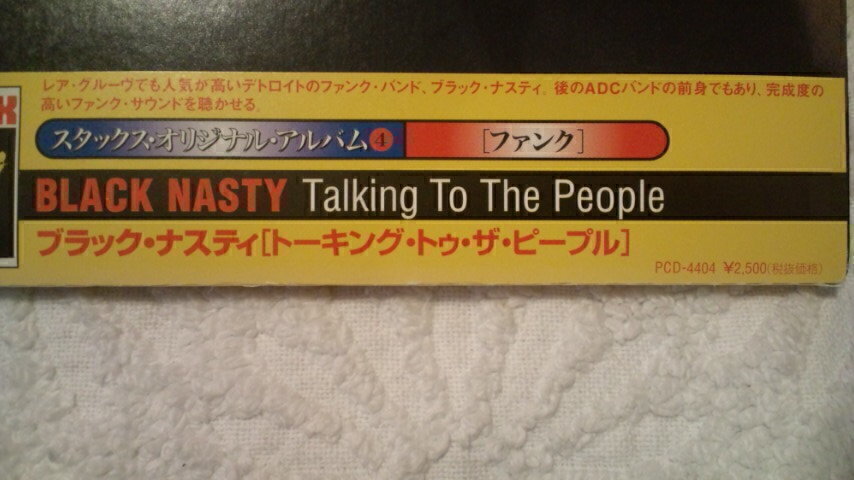 レア・グルーヴでも人気が高いデトロイトのファンク・バンド、ブラック・ナスティ。後のADCバンドの前身でもあり、完成度の
高いファンク・サウンドを聴かせる。
スタックス・オリジナル・アルバム4 [ファンク]
BLACK NASTY Talking To The People
ブラック・ナスティ[トーキング・トゥ・ザ・ピープル]
PCD-4404 ¥2,500(税抜価格)